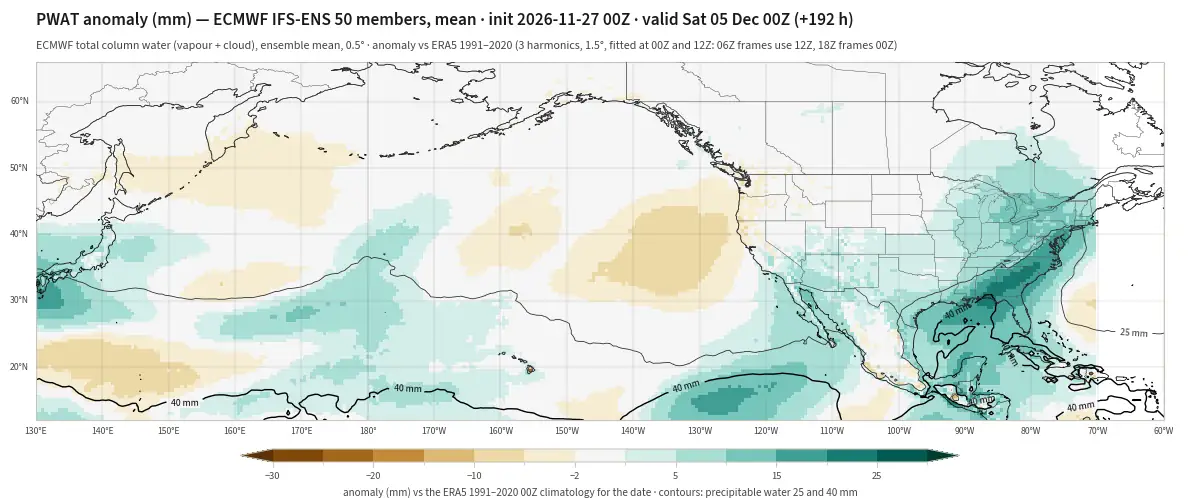 PWAT anomaly (mm) — ECMWF IFS-ENS 50 members, mean · init 2026-11-27 00Z · valid Sat 05 Dec 00Z (+192 h)
ECMWF total column water (vapour + cloud), ensemble mean, 0.5° · anomaly vs ERA5 1991–2020 (3 harmonics, 1.5°, fitted at 00Z and 12Z: 06Z frames use 12Z, 18Z frames 00Z)
60°N
50°N
40°N
30°N
20°N
40 mm
25 mm
mm
40 mm
40 mm
40 mm
40 mm
40 mm
130°E 140°E 150°E 160°E 170°E 180° 170°W 160°W 150°W 140°W 130°W 120°W 110°W 100°W 90°W 80°W 70°W 60°W
−30 −20 −10 −2 5 15 25
anomaly (mm) vs the ERA5 1991–2020 00Z climatology for the date · contours: precipitable water 25 and 40 mm